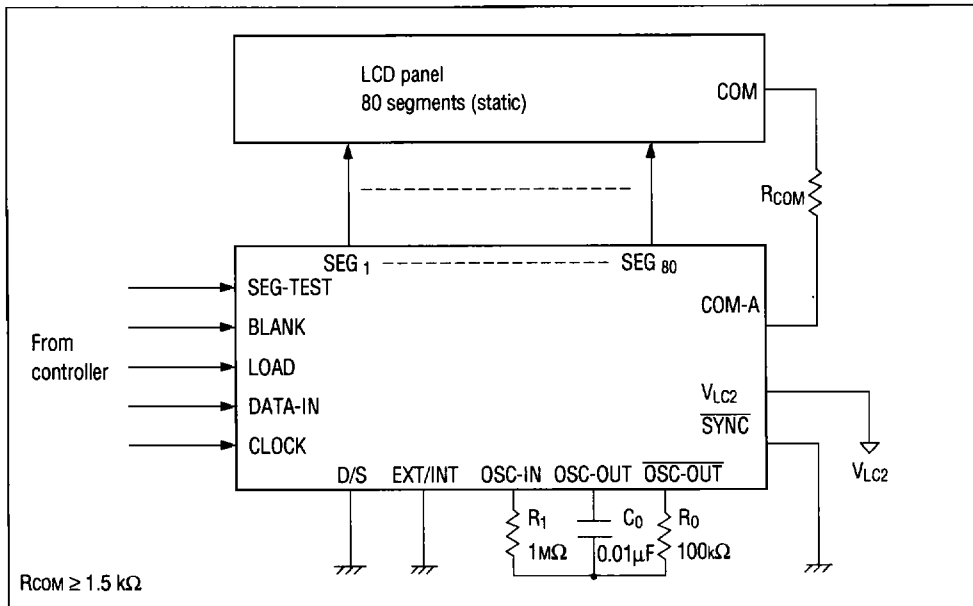 LCD panel
80 segments (static)
COM
RCOM
SEG 1
SEG 80
SEG-TEST
BLANK
LOAD
DATA-IN
CLOCK
From
controller
COM-A
VLC2
SYNC
VLC2
D/S
EXT/INT
OSC-IN
OSC-OUT
OSC-OUT
R1
1MΩ
C0
0.01µF
R0
100kΩ
RCOM ≥ 1.5 kΩ